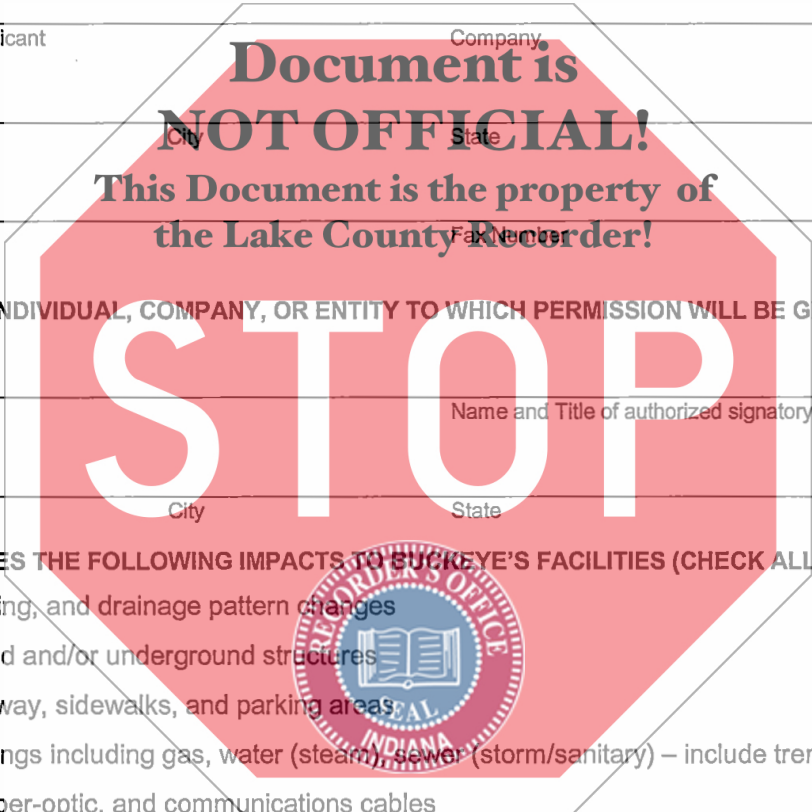 icant Company
Document is
City State
NOT OFFICIAL!
This Document is the property of
Fax Number
the Lake County Recorder!
NDIVIDUAL, COMPANY, OR ENTITY TO WHICH PERMISSION WILL BE G
STOP
Name and Title of authorized signatory
City State
ES THE FOLLOWING IMPACTS TO BUCKEYE'S FACILITIES (CHECK ALL
RECORDER'S OFFICE
ng, and drainage pattern changes
d and/or underground structures
way, sidewalks, and parking areas
SEAL
INDIANA
ngs including gas, water (steam), sewer (storm/sanitary) – include tren
er-optic, and communications cables